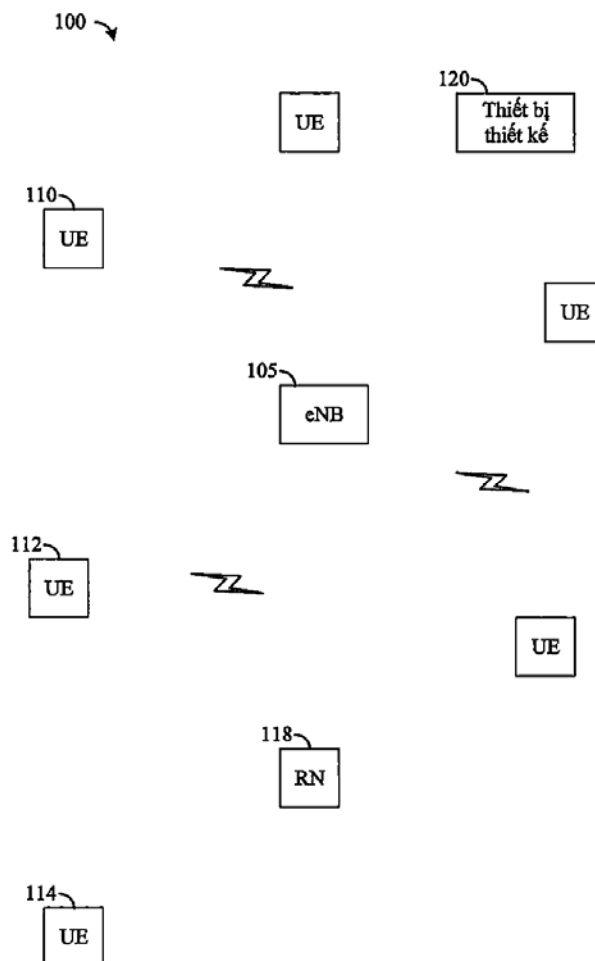 100
120
UE
Thiết bị
thiết kế
110
UE
UE
105
eNB
112
UE
UE
118
RN
114
UE